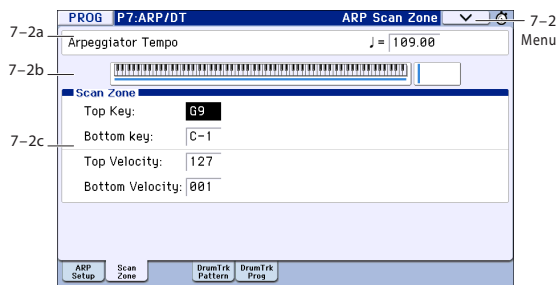 PROG P7:ARP/DT ARP Scan Zone 7–2
Menu
7–2a
Arpeggiator Tempo ♩= 109.00
7–2b
Scan Zone
Top Key: G9
Bottom key: C-1
7–2c
Top Velocity: 127
Bottom Velocity: 001
ARP Setup Scan Zone DrumTrk Pattern DrumTrk Prog